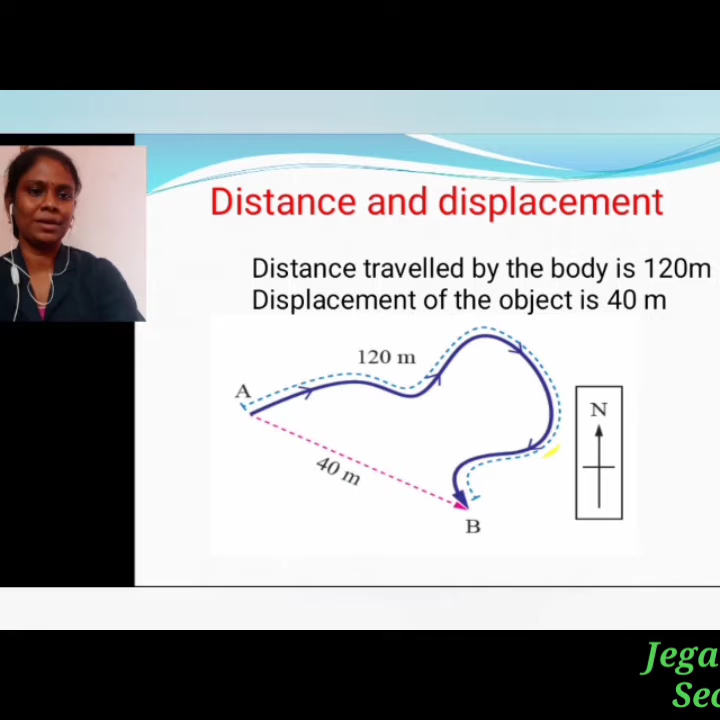 Distance and displacement
Distance travelled by the body is 120m
Displacement of the object is 40 m
120 m
A
N
40 m
B
Jega
Sec